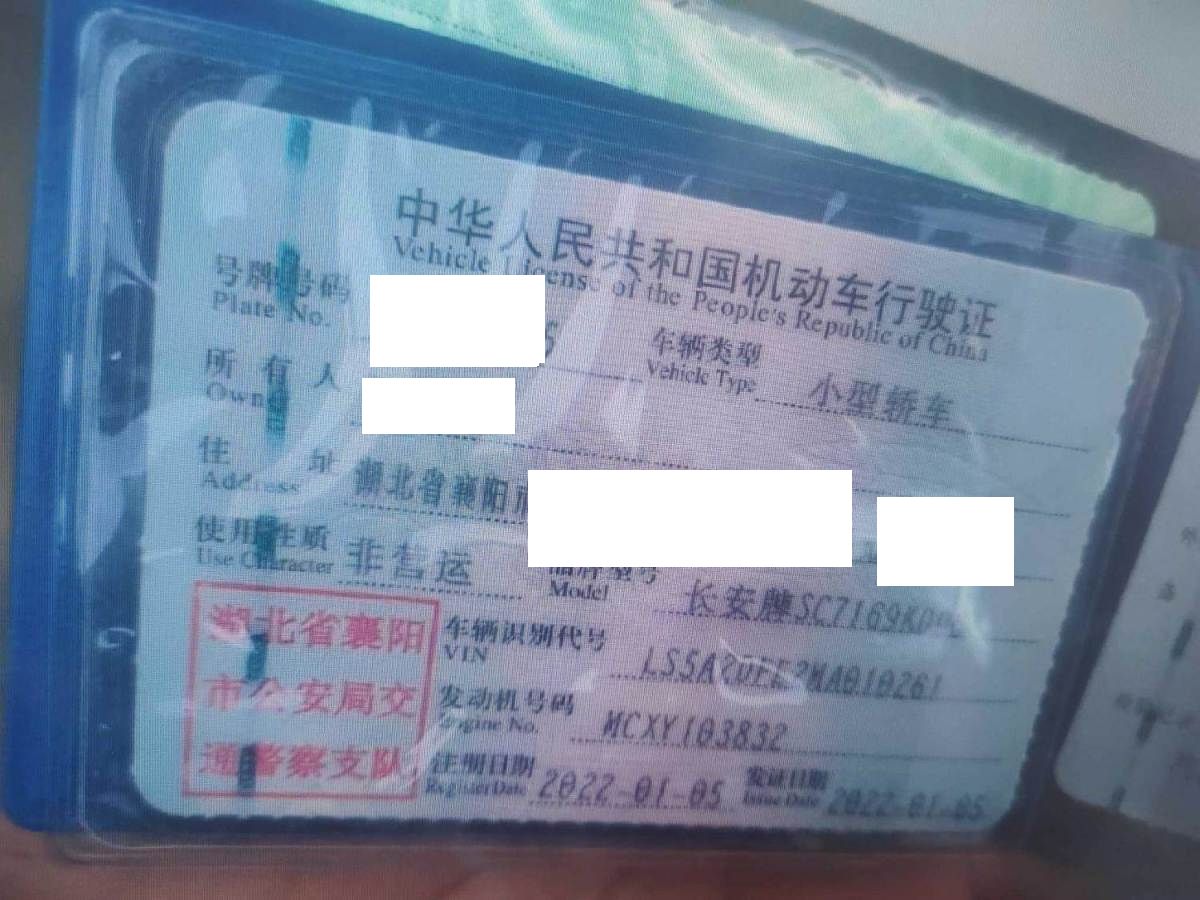 中华人民共和国机动车行驶证
Vehicle License of the People's Republic of China
号牌号码
Plate No.
车辆类型 小型轿车
Vehicle Type
所有人
Owner
住址 湖北省襄阳市
Address
使用性质 非营运
Use Character
品牌型号 长安牌SC7169
Model
湖北省襄阳
市公安局交
通警察支队
车辆识别代号
VIN
发动机号码 MCXY103832
Engine No.
注册日期 2022-01-05
Register Date
发证日期 2022-01-05
Issue Date